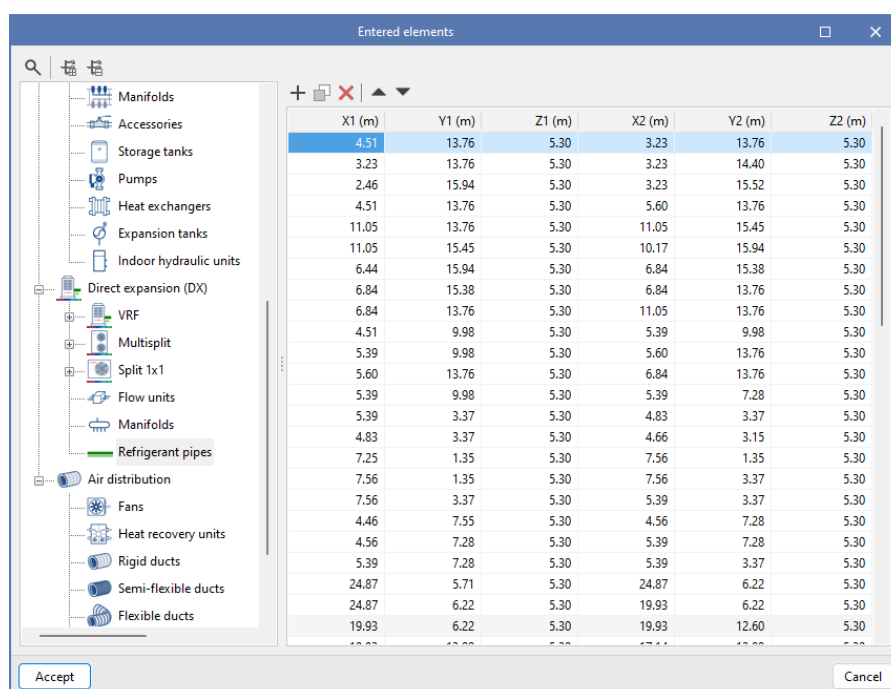 Entered elements
Manifolds
Accessories
Storage tanks
Pumps
Heat exchangers
Expansion tanks
Indoor hydraulic units
Direct expansion (DX)
VRF
Multisplit
Split 1x1
Flow units
Manifolds
Refrigerant pipes
Air distribution
Fans
Heat recovery units
Rigid ducts
Semi-flexible ducts
Flexible ducts
X1 (m) Y1 (m) Z1 (m) X2 (m) Y2 (m) Z2 (m)
4.51 13.76 5.30 3.23 13.76 5.30
3.23 13.76 5.30 3.23 14.40 5.30
2.46 15.94 5.30 3.23 15.52 5.30
4.51 13.76 5.30 5.60 13.76 5.30
11.05 13.76 5.30 11.05 15.45 5.30
11.05 15.45 5.30 10.17 15.94 5.30
6.44 15.94 5.30 6.84 15.38 5.30
6.84 15.38 5.30 6.84 13.76 5.30
6.84 13.76 5.30 11.05 13.76 5.30
4.51 9.98 5.30 5.39 9.98 5.30
5.39 9.98 5.30 5.60 13.76 5.30
5.60 13.76 5.30 6.84 13.76 5.30
5.39 9.98 5.30 5.39 7.28 5.30
5.39 3.37 5.30 4.83 3.37 5.30
4.83 3.37 5.30 4.66 3.15 5.30
7.25 1.35 5.30 7.56 1.35 5.30
7.56 1.35 5.30 7.56 3.37 5.30
7.56 3.37 5.30 5.39 3.37 5.30
4.46 7.55 5.30 4.56 7.28 5.30
4.56 7.28 5.30 5.39 7.28 5.30
5.39 7.28 5.30 5.39 3.37 5.30
24.87 5.71 5.30 24.87 6.22 5.30
24.87 6.22 5.30 19.93 6.22 5.30
19.93 6.22 5.30 19.93 12.60 5.30
Accept
Cancel